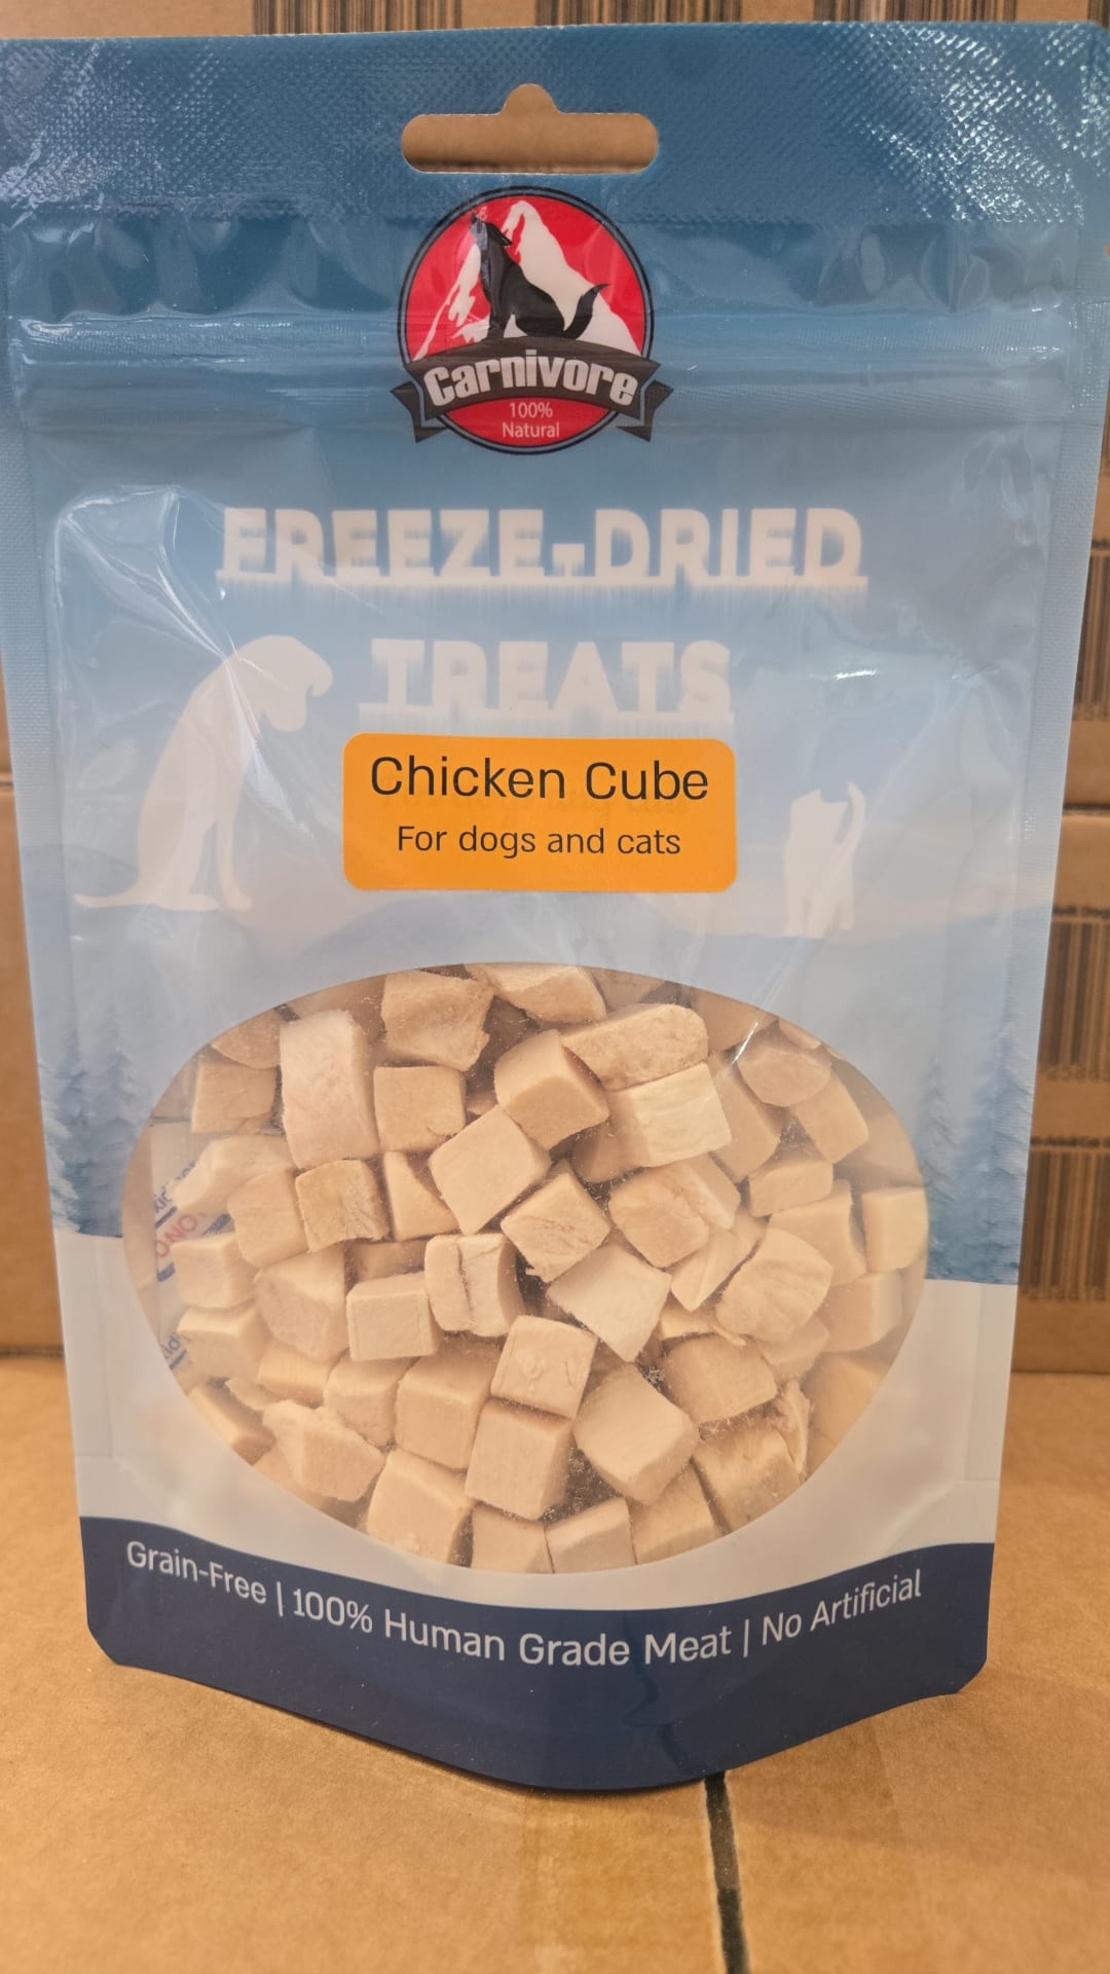 Carnivore
100%
Natural
FREEZE-DRIED
TREATS
Chicken Cube
For dogs and cats
Grain-Free | 100% Human Grade Meat | No Artificial